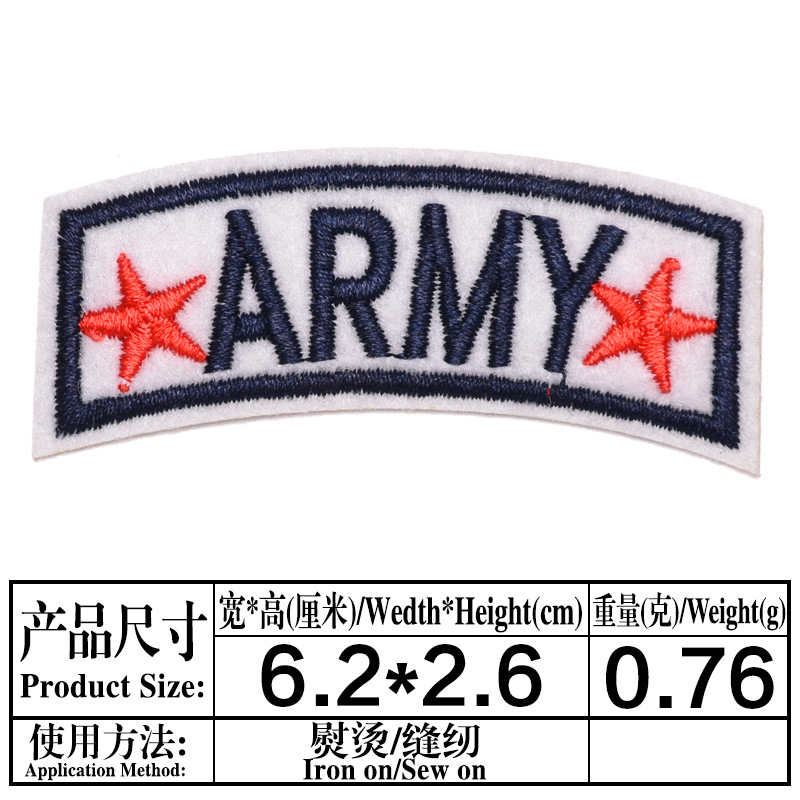 ARMY
产品尺寸
Product Size:
宽*高(厘米)/Wedth*Height(cm)
6.2*2.6
重量(克)/Weight(g)
0.76
使用方法:
Application Method:
熨烫/缝纫
Iron on/Sew on